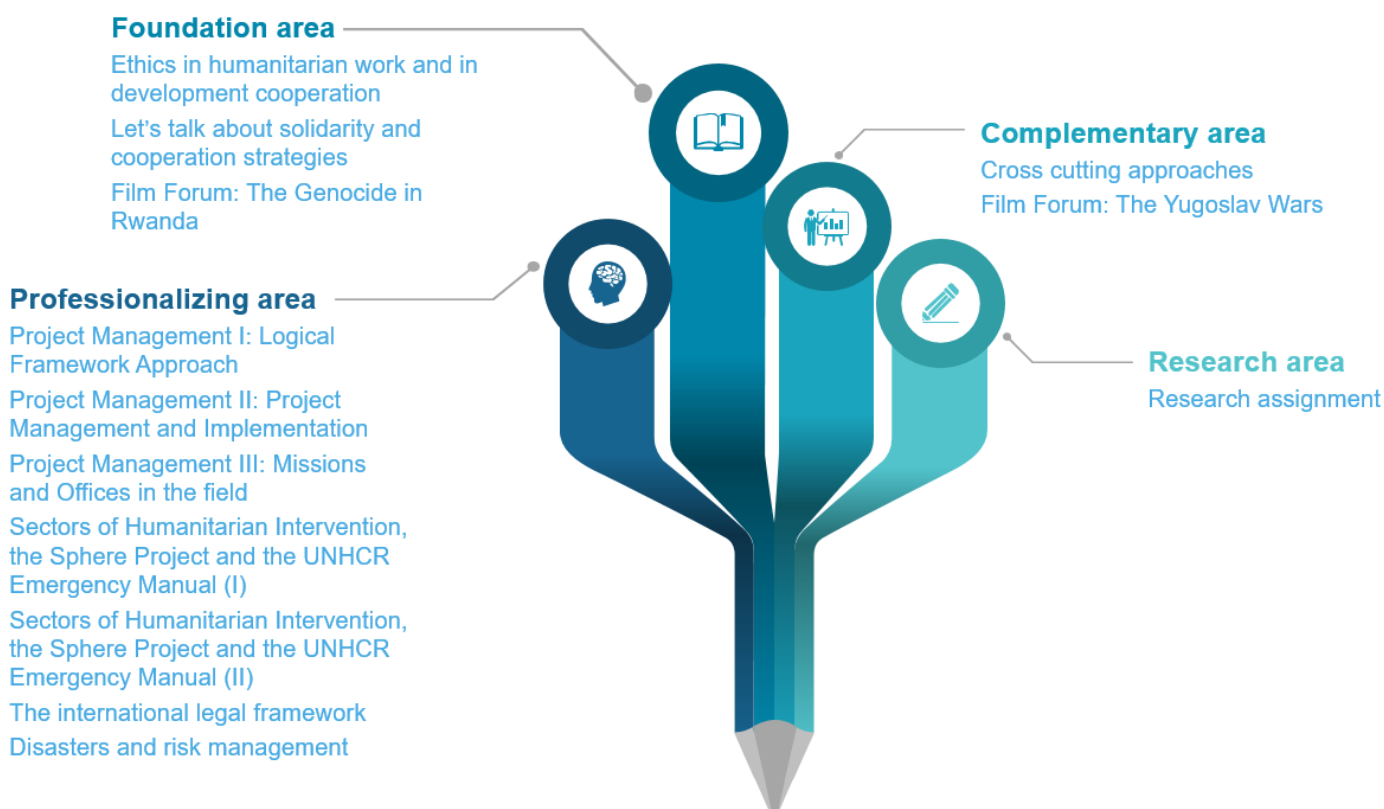 Foundation area
Ethics in humanitarian work and in
development cooperation
Let's talk about solidarity and
cooperation strategies
Film Forum: The Genocide in
Rwanda
Complementary area
Cross cutting approaches
Film Forum: The Yugoslav Wars
Professionalizing area
Project Management I: Logical
Framework Approach
Project Management II: Project
Management and Implementation
Project Management III: Missions
and Offices in the field
Sectors of Humanitarian Intervention,
the Sphere Project and the UNHCR
Emergency Manual (I)
Sectors of Humanitarian Intervention,
the Sphere Project and the UNHCR
Emergency Manual (II)
The international legal framework
Disasters and risk management
Research area
Research assignment